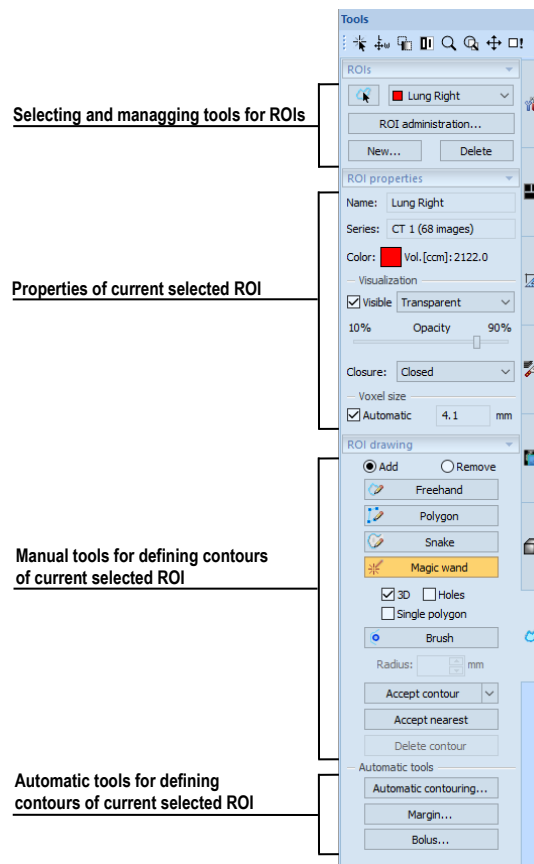 Tools
ROIs
Selecting and managging tools for ROIs
Lung Right
ROI administration...
New... Delete
ROI properties
Name: Lung Right
Series: CT 1 (68 images)
Color: Vol.[ccm]: 2122.0
Properties of current selected ROI
Visualization
Visible Transparent
10% Opacity 90%
Closure: Closed
Voxel size
Automatic 4.1 mm
ROI drawing
Add Remove
Freehand
Polygon
Snake
Manual tools for defining contours
of current selected ROI
Magic wand
3D Holes
Single polygon
Brush
Radius: mm
Accept contour
Accept nearest
Delete contour
Automatic tools
Automatic tools for defining
contours of current selected ROI
Automatic contouring...
Margin...
Bolus...